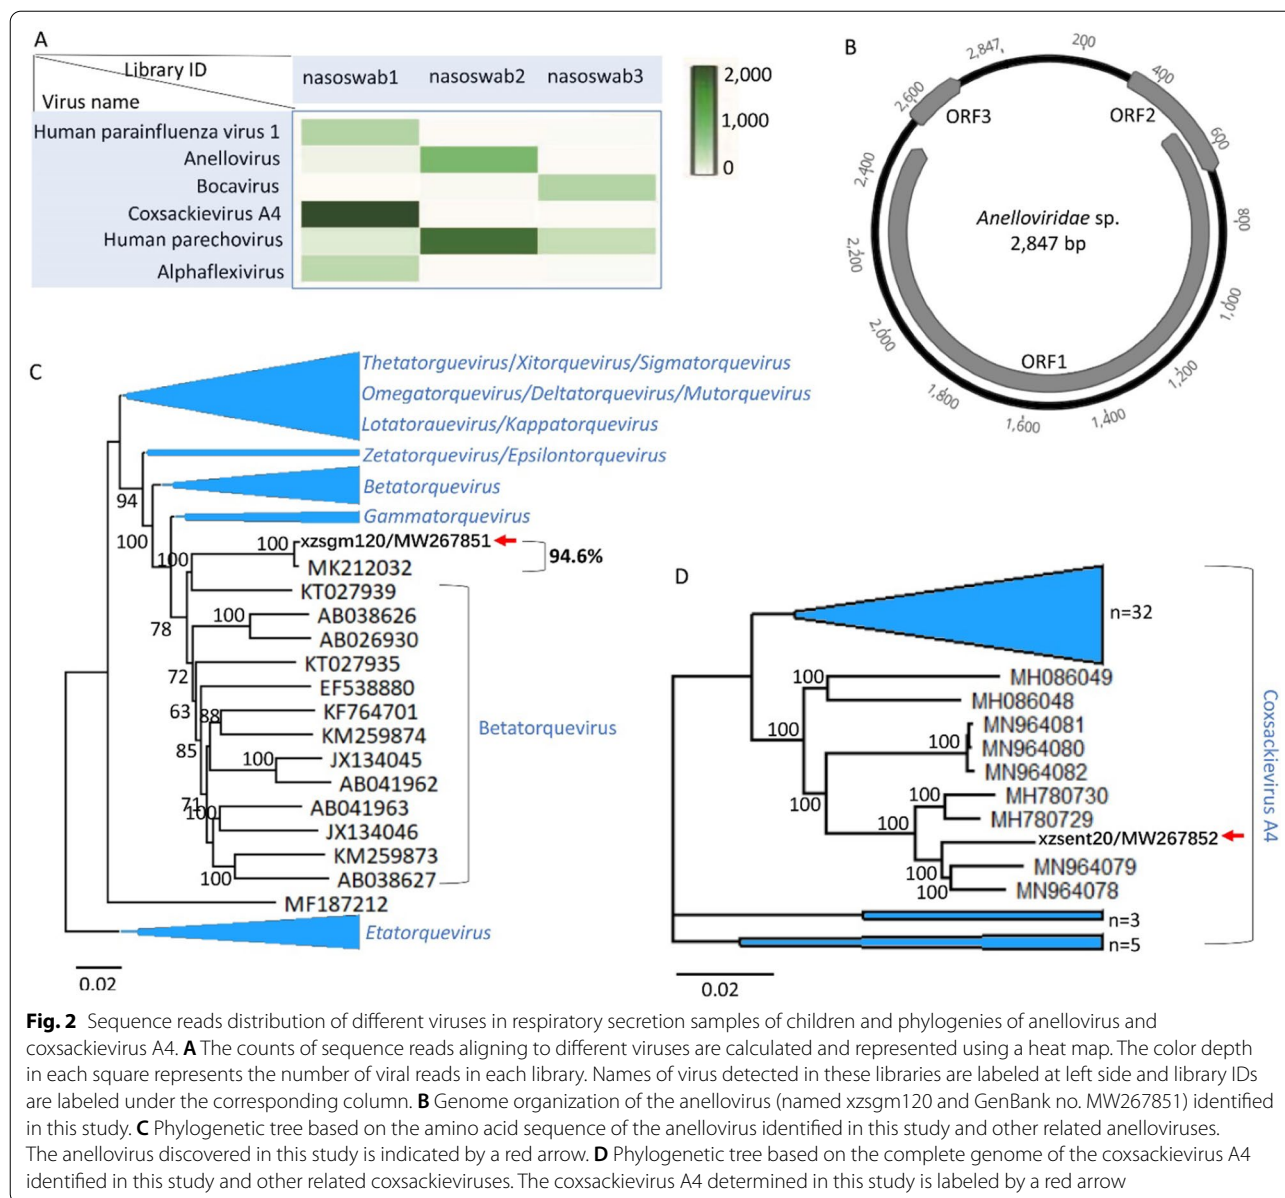 A
Library ID
nasoswab1 nasoswab2 nasoswab3
Virus name
Human parainfluenza virus 1
Anellovirus
Bocavirus
Coxsackievirus A4
Human parechovirus
Alphaflexivirus
2,000
1,000
0
B
2,847
200
400
600
800
1,000
1,200
1,400
1,600
1,800
2,000
2,200
2,400
2,600
ORF3
ORF2
Anelloviridae sp.
2,847 bp
ORF1
C
Thetatorguevirus/Xitorquevirus/Sigmatorquevirus
Omegatorquevirus/Deltatorquevirus/Mutorquevirus
Lotatorauevirus/Kappatorquevirus
Zetatorquevirus/Epsilontorquevirus
Betatorquevirus
Gammatorquevirus
94
100
100
100
xzsgm120/MW267851
94.6%
MK212032
KT027939
78
100
AB038626
AB026930
KT027935
72
EF538880
63
88
KF764701
KM259874
Betatorquevirus
85
100
JX134045
AB041962
71
100
AB041963
JX134046
KM259873
100
AB038627
MF187212
Etatorquevirus
0.02
D
n=32
100
MH086049
MH086048
100
MN964081
100
MN964080
MN964082
100
MH780730
100
MH780729
100
xzsent20/MW267852
100
MN964079
100
MN964078
n=3
n=5
Coxsackievirus A4
0.02
Fig. 2 Sequence reads distribution of different viruses in respiratory secretion samples of children and phylogenies of anellovirus and
coxsackievirus A4. A The counts of sequence reads aligning to different viruses are calculated and represented using a heat map. The color depth
in each square represents the number of viral reads in each library. Names of virus detected in these libraries are labeled at left side and library IDs
are labeled under the corresponding column. B Genome organization of the anellovirus (named xzsgm120 and GenBank no. MW267851) identified
in this study. C Phylogenetic tree based on the amino acid sequence of the anellovirus identified in this study and other related anelloviruses.
The anellovirus discovered in this study is indicated by a red arrow. D Phylogenetic tree based on the complete genome of the coxsackievirus A4
identified in this study and other related coxsackieviruses. The coxsackievirus A4 determined in this study is labeled by a red arrow